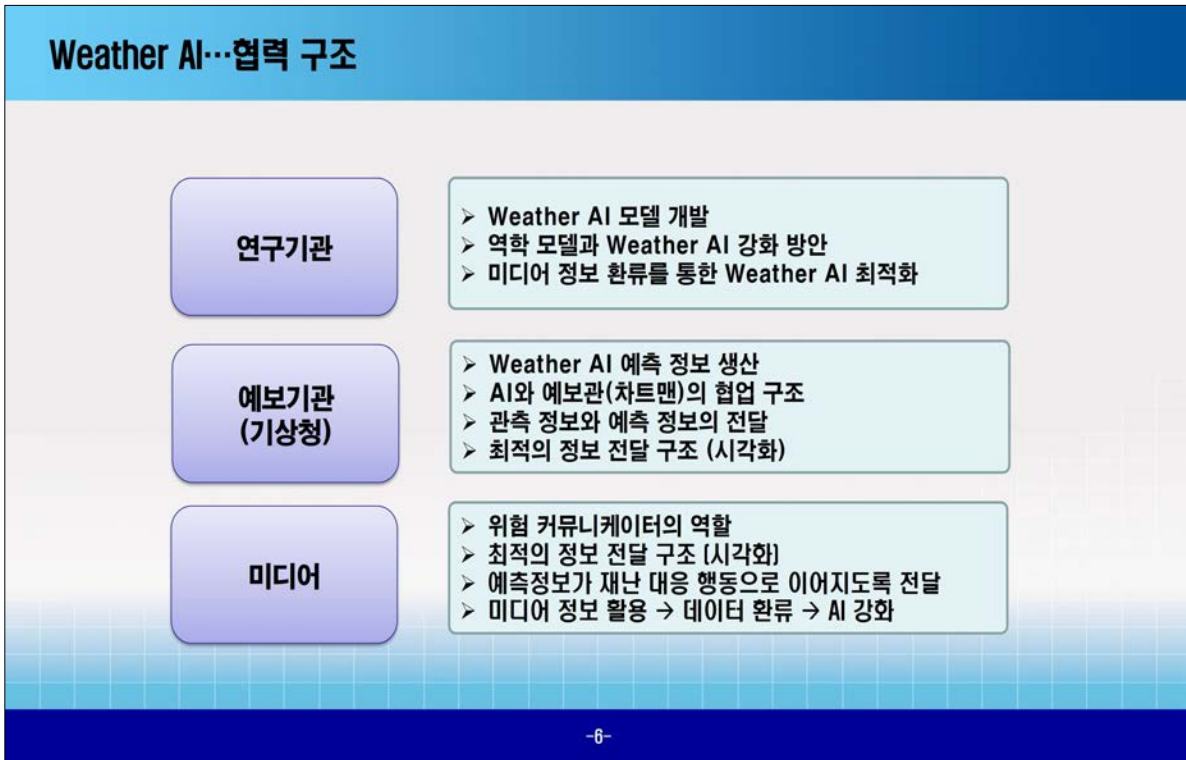 Weather AI…협력 구조
연구기관
➢ Weather AI 모델 개발
➢ 역학 모델과 Weather AI 강화 방안
➢ 미디어 정보 환류를 통한 Weather AI 최적화
예보기관
(기상청)
➢ Weather AI 예측 정보 생산
➢ AI와 예보관(차트맨)의 협업 구조
➢ 관측 정보와 예측 정보의 전달
➢ 최적의 정보 전달 구조 (시각화)
미디어
➢ 위험 커뮤니케이터의 역할
➢ 최적의 정보 전달 구조 [시각화]
➢ 예측정보가 재난 대응 행동으로 이어지도록 전달
➢ 미디어 정보 활용 → 데이터 환류 → AI 강화
-6-